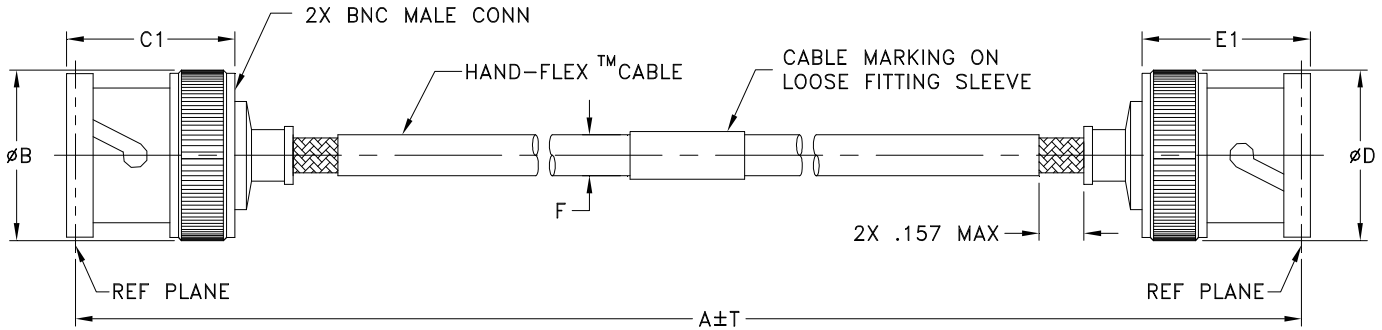 2X BNC MALE CONN
C1
E1
HAND-FLEX ™CABLE
CABLE MARKING ON
LOOSE FITTING SLEEVE
øB
øD
F
2X .157 MAX
REF PLANE
REF PLANE
A±T